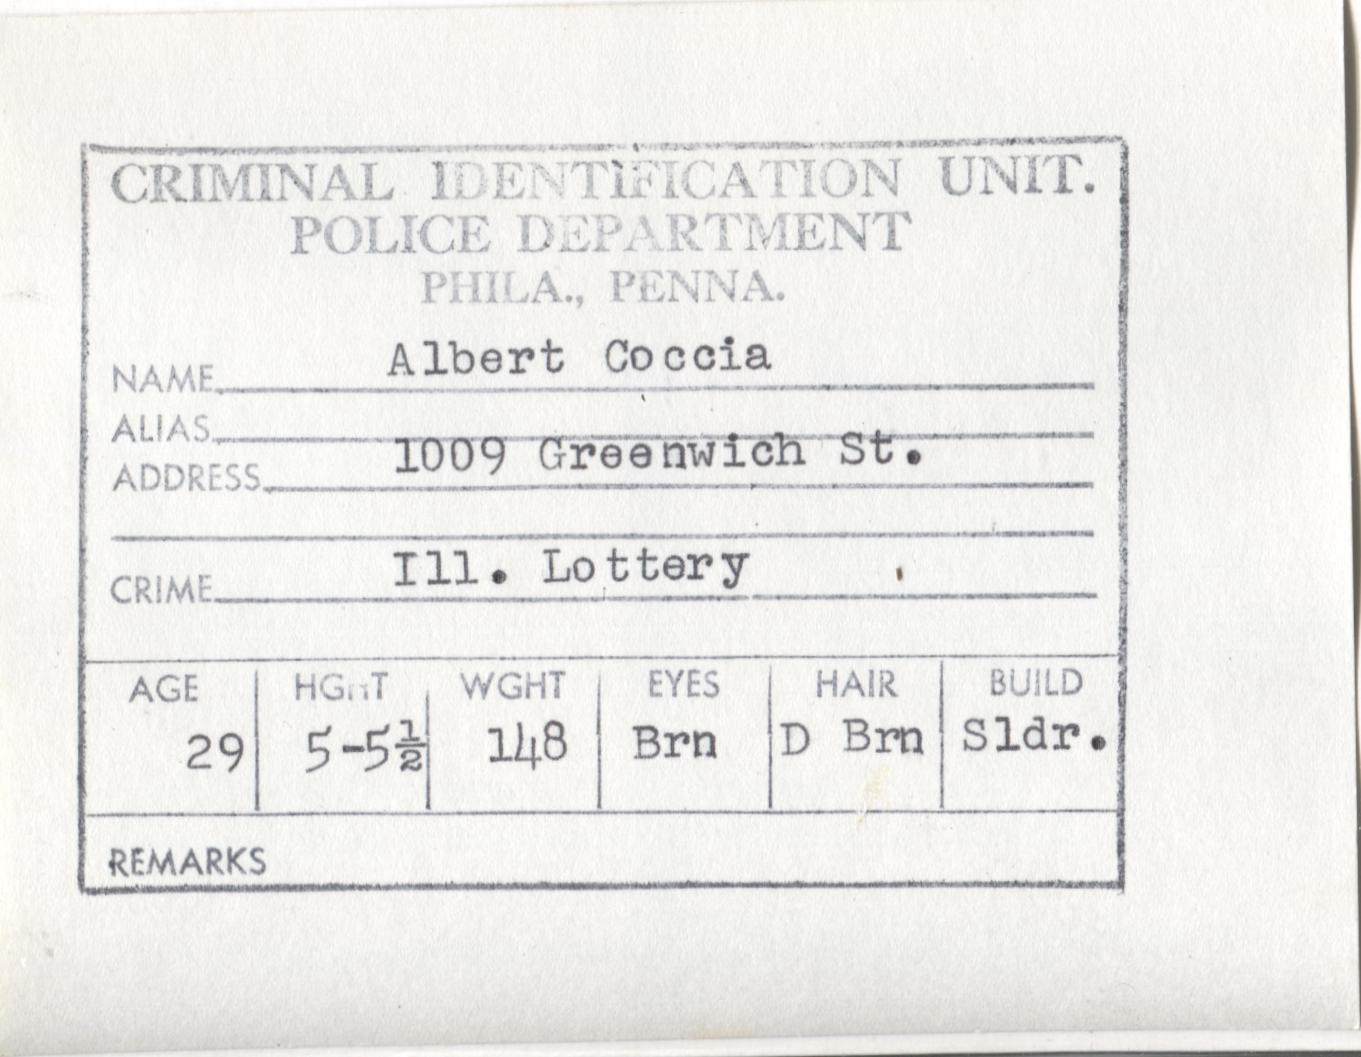 CRIMINAL IDENTIFICATION UNIT.
POLICE DEPARTMENT
PHILA., PENNA.
NAME Albert Coccia
ALIAS
ADDRESS 1009 Greenwich St.
CRIME Ill. Lottery
AGE HGHT WGHT EYES HAIR BUILD
29 5-5½ 148 Brn D Brn Sldr.
REMARKS